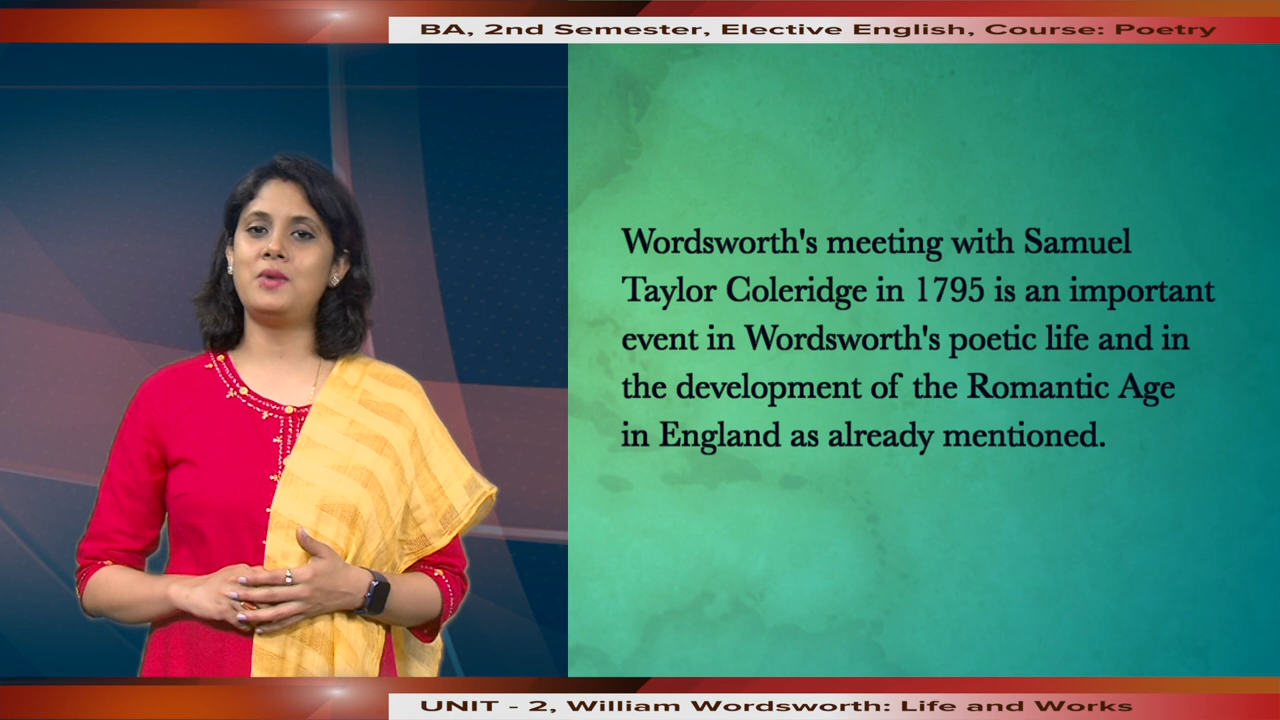 BA, 2nd Semester, Elective English, Course: Poetry
Wordsworth's meeting with Samuel
Taylor Coleridge in 1795 is an important
event in Wordsworth's poetic life and in
the development of the Romantic Age
in England as already mentioned.
UNIT - 2, William Wordsworth: Life and Works